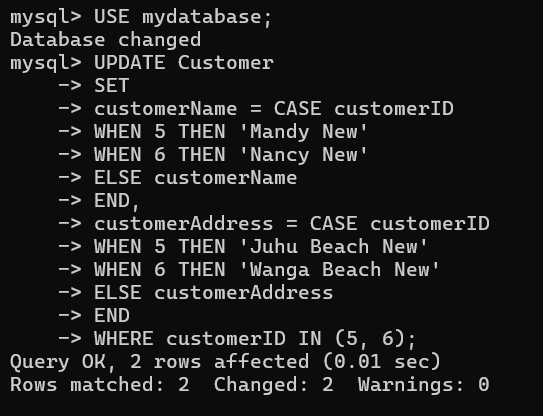 mysql> USE mydatabase;
Database changed
mysql> UPDATE Customer
    -> SET
    -> customerName = CASE customerID
    -> WHEN 5 THEN 'Mandy New'
    -> WHEN 6 THEN 'Nancy New'
    -> ELSE customerName
    -> END,
    -> customerAddress = CASE customerID
    -> WHEN 5 THEN 'Juhu Beach New'
    -> WHEN 6 THEN 'Wanga Beach New'
    -> ELSE customerAddress
    -> END
    -> WHERE customerID IN (5, 6);
Query OK, 2 rows affected (0.01 sec)
Rows matched: 2  Changed: 2  Warnings: 0